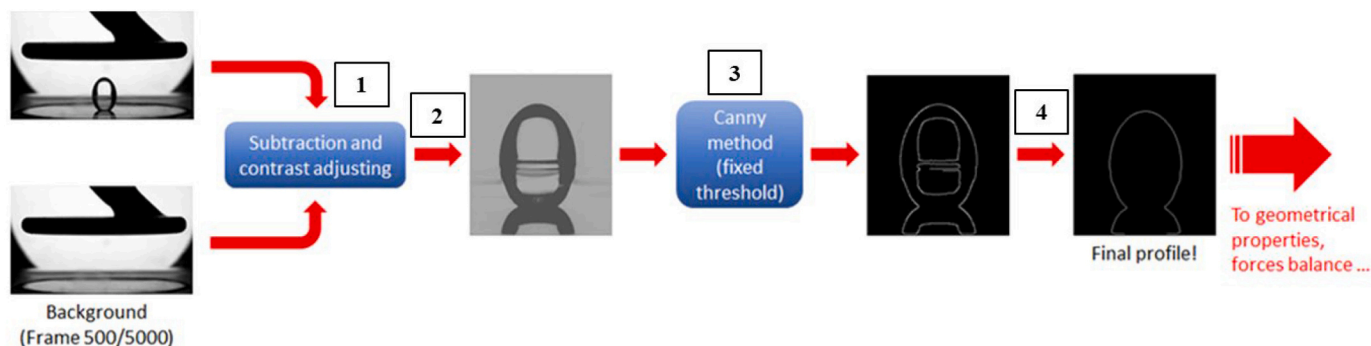 1
2
3
4
Subtraction and
contrast adjusting
Canny
method
(fixed
threshold)
Final profile!
To geometrical
properties,
forces balance ...
Background
(Frame 500/5000)